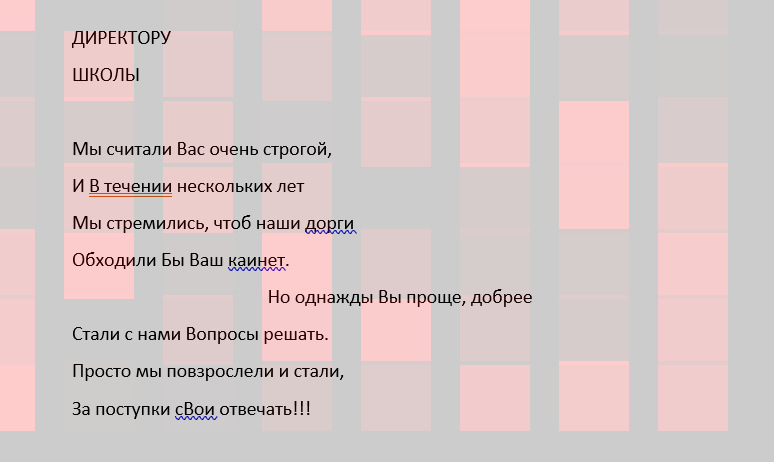 ДИРЕКТОРУ
ШКОЛЫ
Мы считали Вас очень строгой,
И В течении нескольких лет
Мы стремились, чтоб наши дорги
Обходили Бы Ваш каинет.
Но однажды Вы проще, добрее
Стали с нами Вопросы решать.
Просто мы повзрослели и стали,
За поступки сВои отвечать!!!